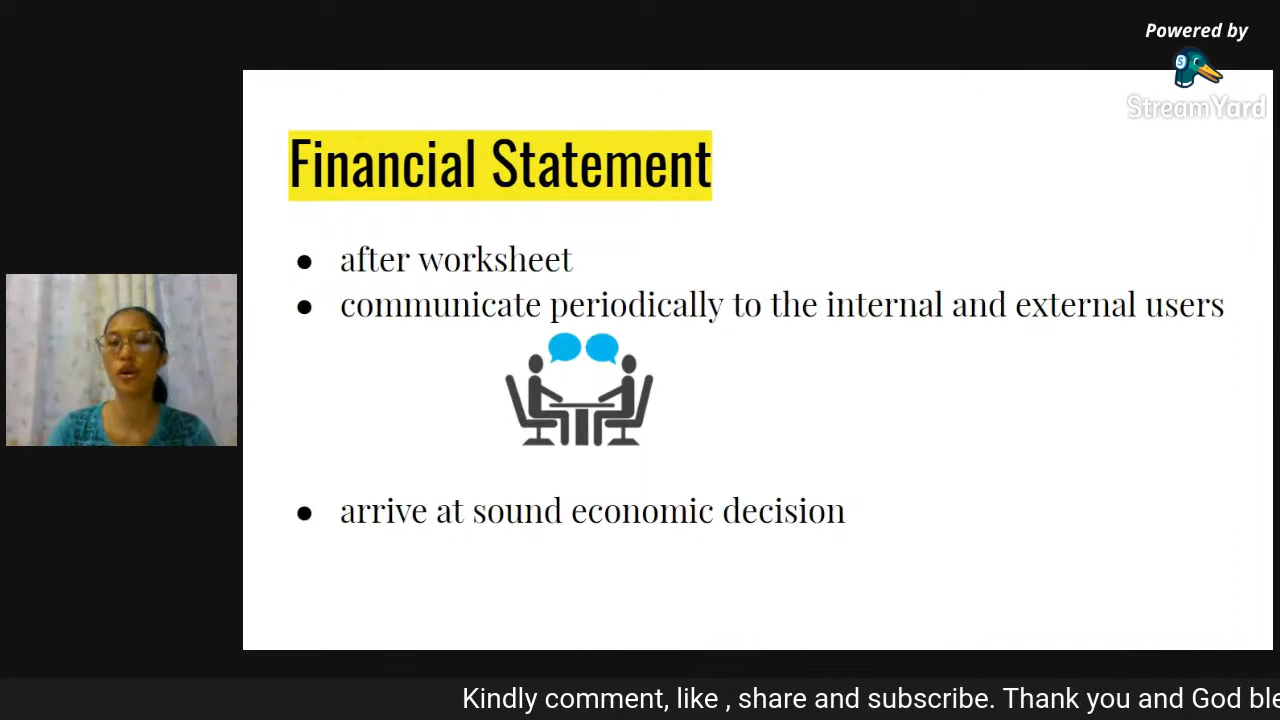 Powered by
StreamYard
Financial Statement
● after worksheet
● communicate periodically to the internal and external users
● arrive at sound economic decision
Kindly comment, like , share and subscribe. Thank you and God ble